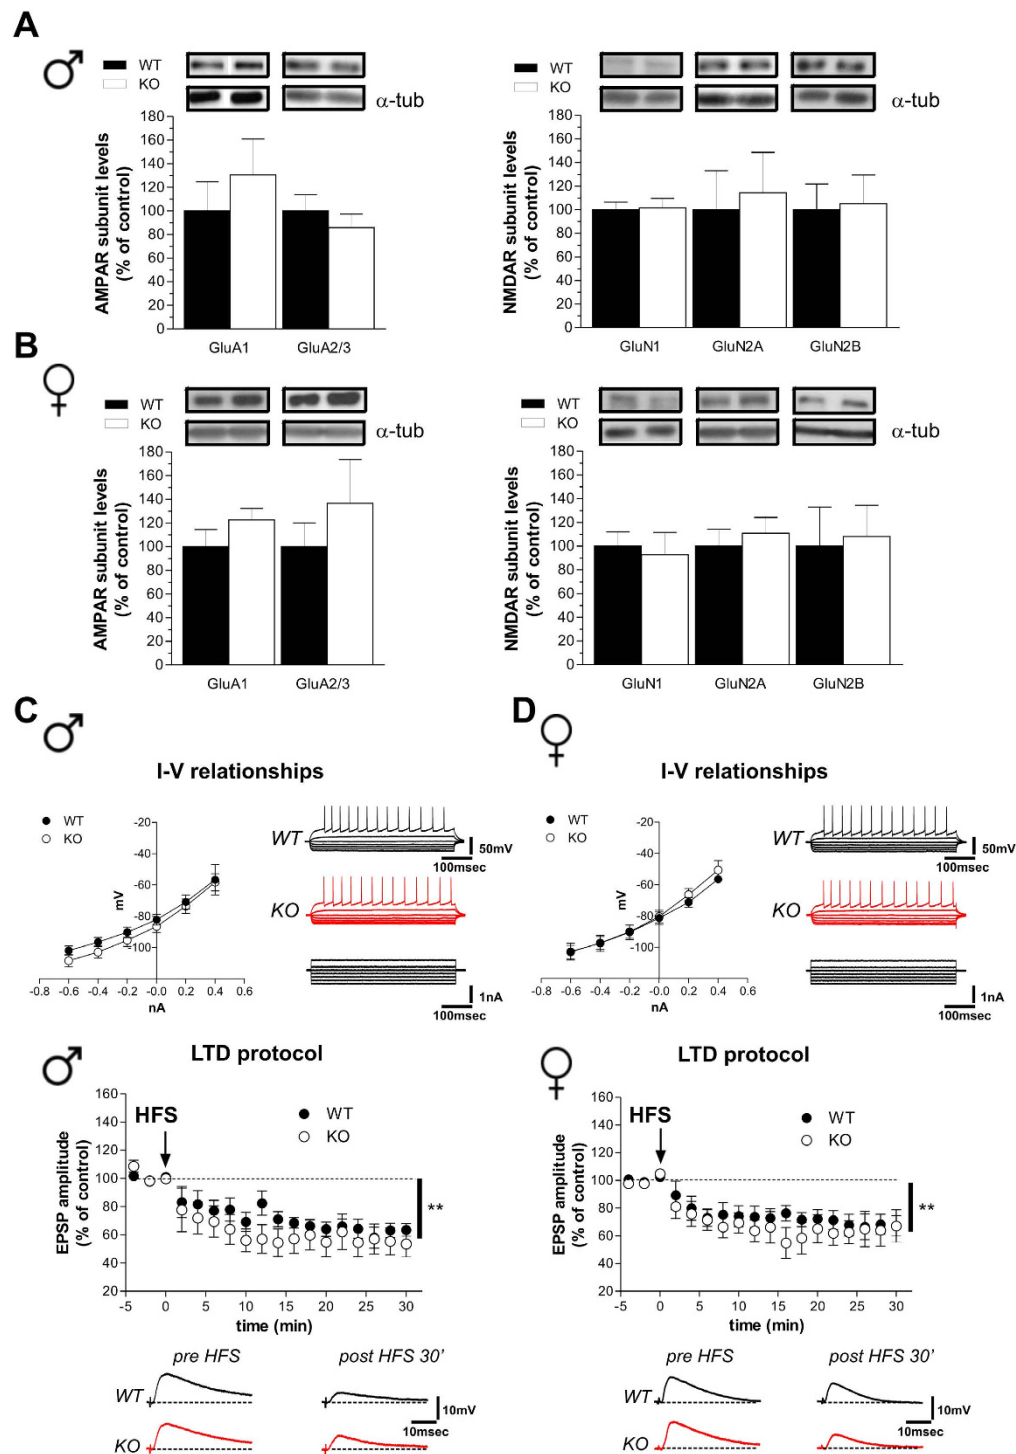 A
WT
KO
α-tub
AMPAR subunit levels
(% of control)
180
160
140
120
100
80
60
40
20
0
GluA1 GluA2/3
WT
KO
α-tub
NMDAR subunit levels
(% of control)
180
160
140
120
100
80
60
40
20
0
GluN1 GluN2A GluN2B
B
WT
KO
α-tub
AMPAR subunit levels
(% of control)
180
160
140
120
100
80
60
40
20
0
GluA1 GluA2/3
WT
KO
α-tub
NMDAR subunit levels
(% of control)
180
160
140
120
100
80
60
40
20
0
GluN1 GluN2A GluN2B
C
I-V relationships
WT
KO
-20
-40
-60
-80
-100
mV
-0.8 -0.6 -0.4 -0.2 -0.0 0.2 0.4 0.6
nA
WT
50mV
100msec
KO
1nA
100msec
D
I-V relationships
WT
KO
-20
-40
-60
-80
-100
mV
-0.8 -0.6 -0.4 -0.2 -0.0 0.2 0.4 0.6
nA
WT
50mV
100msec
KO
1nA
100msec
LTD protocol
EPSP amplitude
(% of control)
160
140
120
100
80
60
40
20
HFS
WT
KO
**
-5 0 5 10 15 20 25 30
time (min)
pre HFS post HFS 30'
WT
KO
10mV
10msec
LTD protocol
EPSP amplitude
(% of control)
160
140
120
100
80
60
40
20
HFS
WT
KO
**
-5 0 5 10 15 20 25 30
time (min)
pre HFS post HFS 30'
WT
KO
10mV
10msec